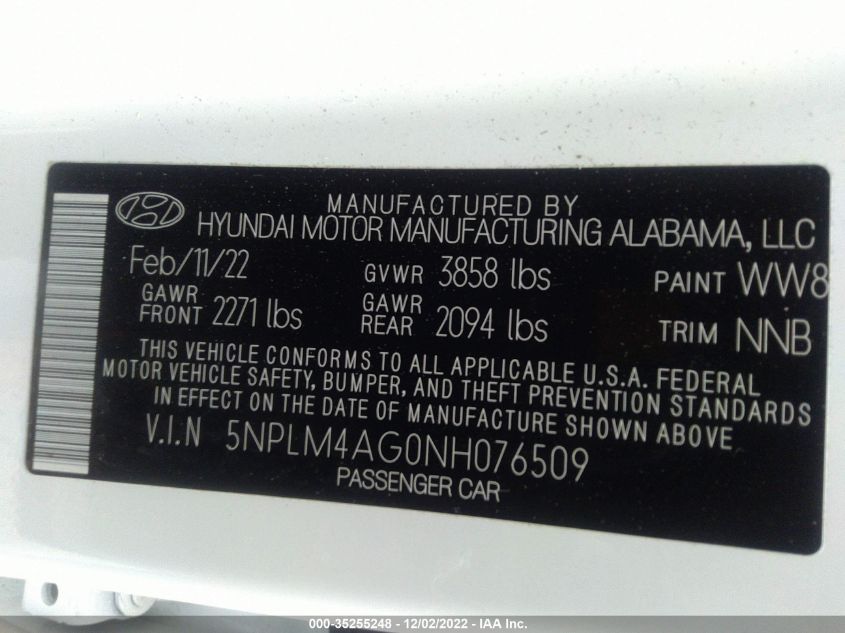 MANUFACTURED BY
HYUNDAI MOTOR MANUFACTURING ALABAMA, LLC
Feb/11/22 GVWR 3858 lbs PAINT WW8
GAWR FRONT 2271 lbs GAWR REAR 2094 lbs TRIM NNB
THIS VEHICLE CONFORMS TO ALL APPLICABLE U.S.A. FEDERAL
MOTOR VEHICLE SAFETY, BUMPER, AND THEFT PREVENTION STANDARDS
IN EFFECT ON THE DATE OF MANUFACTURE SHOWN ABOVE
V.I.N 5NPLM4AG0NH076509
PASSENGER CAR
000-35255248 - 12/02/2022 - IAA Inc.